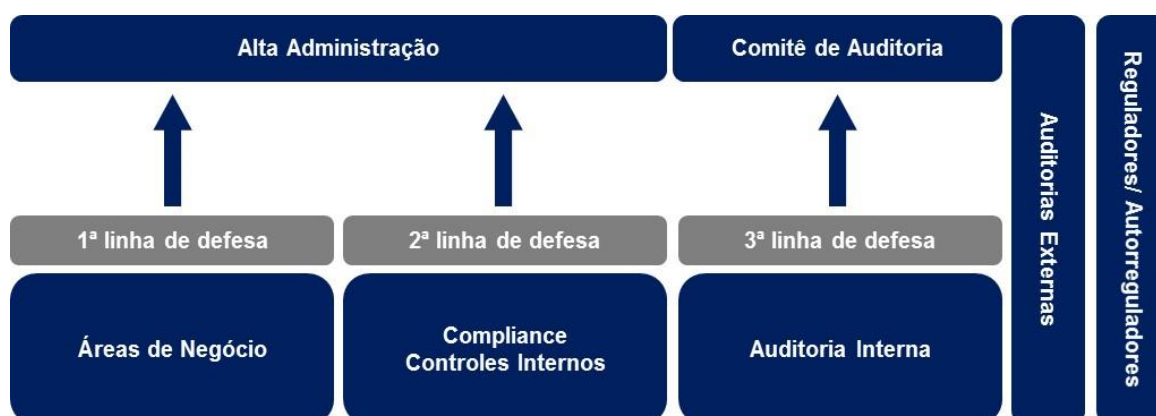 Alta Administração
Comitê de Auditoria
1ª linha de defesa
2ª linha de defesa
3ª linha de defesa
Áreas de Negócio
Compliance
Controles Internos
Auditoria Interna
Auditorias Externas
Reguladores/ Autorreguladores